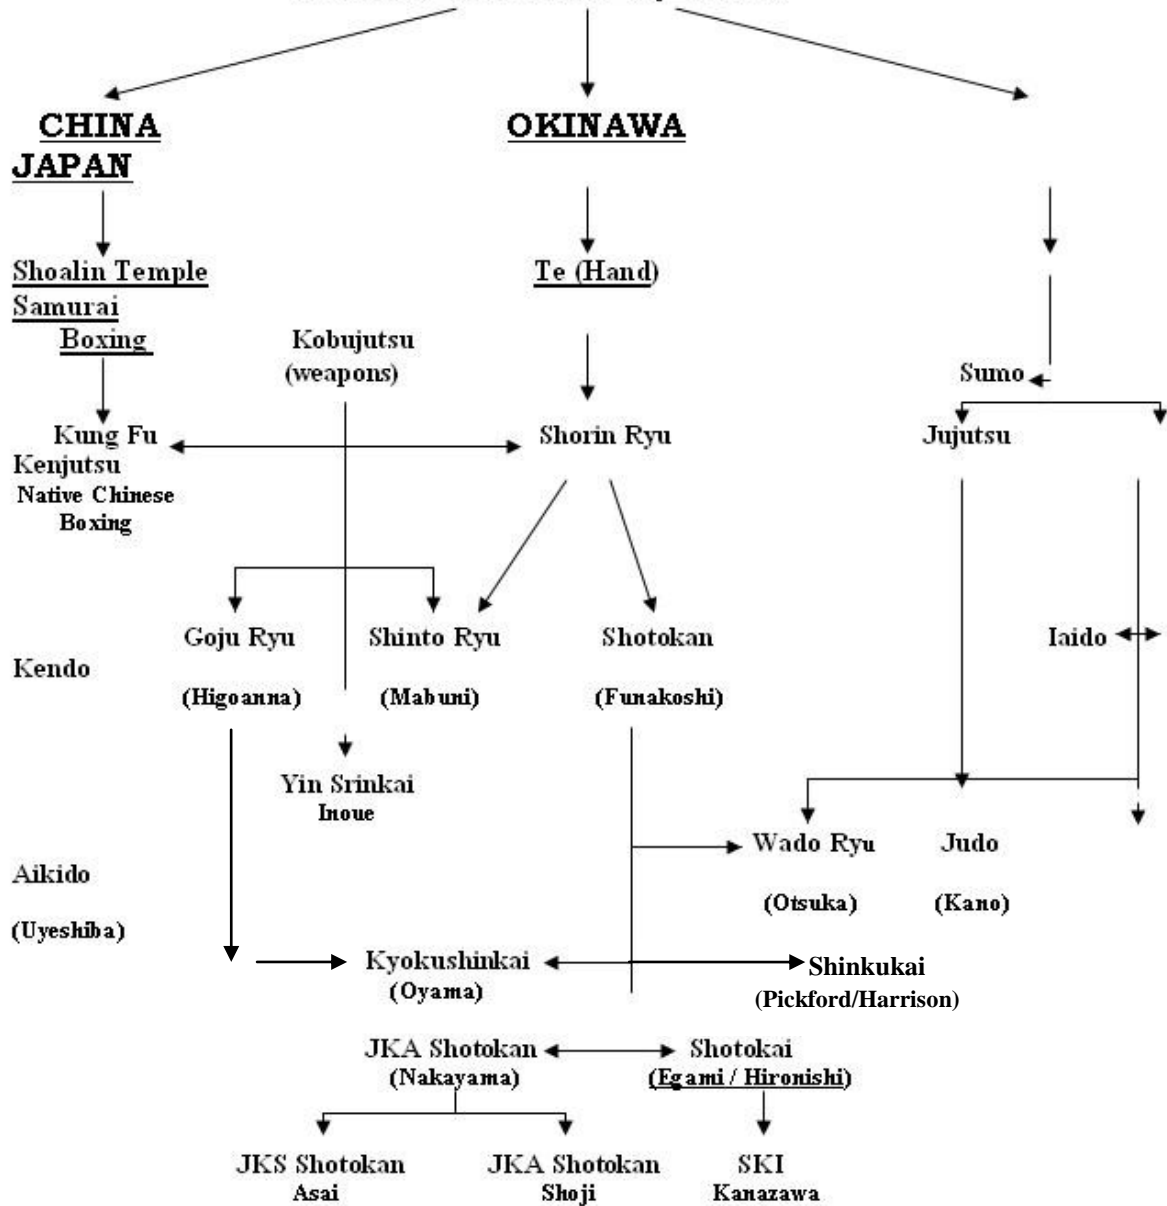 CHINA OKINAWA
JAPAN
Shoalin Temple Te (Hand)
Samurai
Boxing Kobujutsu
(weapons) Sumo
Kung Fu Shorin Ryu Jujutsu
Kenjutsu
Native Chinese
Boxing
Goju Ryu Shinto Ryu Shotokan Iaido
Kendo
(Higoanna) (Mabuni) (Funakoshi)
Yin Srinkai
Inoue
Wado Ryu Judo
Aikido
(Otsuka) (Kano)
(Uyeshiba)
Kyokushinkai Shinkukai
(Oyama) (Pickford/Harrison)
JKA Shotokan Shotokai
(Nakayama) (Egami / Hironishi)
JKS Shotokan JKA Shotokan SKI
Asai Shoji Kanazawa